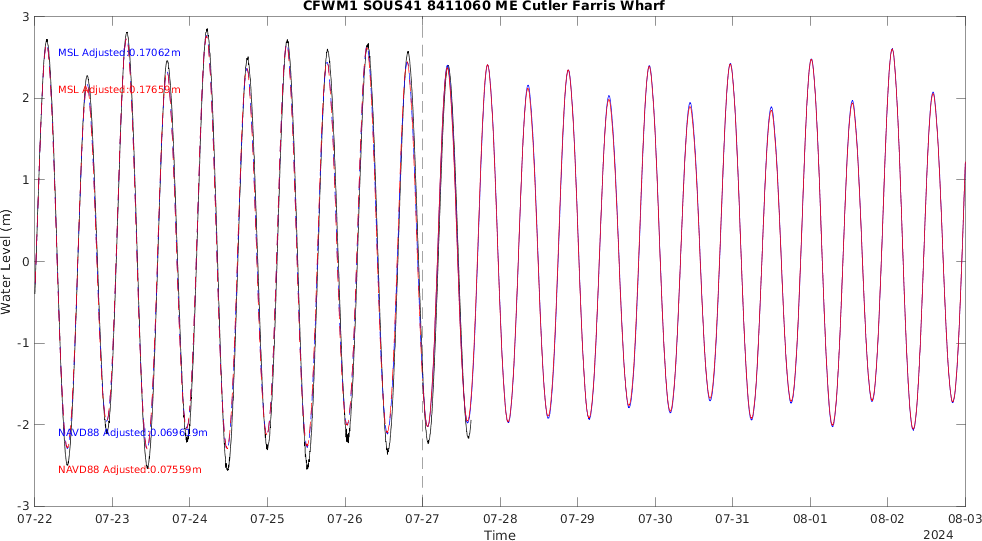 CFWM1 SOUS41 8411060 ME Cutler Farris Wharf
3
MSL Adjusted:0.17062m
MSL Adjusted:0.17659m
2
1
0
Water Level (m)
-1
-2
NAVD88 Adjusted:0.069619m
NAVD88 Adjusted:0.07559m
-3
07-22 07-23 07-24 07-25 07-26 07-27 07-28 07-29 07-30 07-31 08-01 08-02 08-03
Time
2024